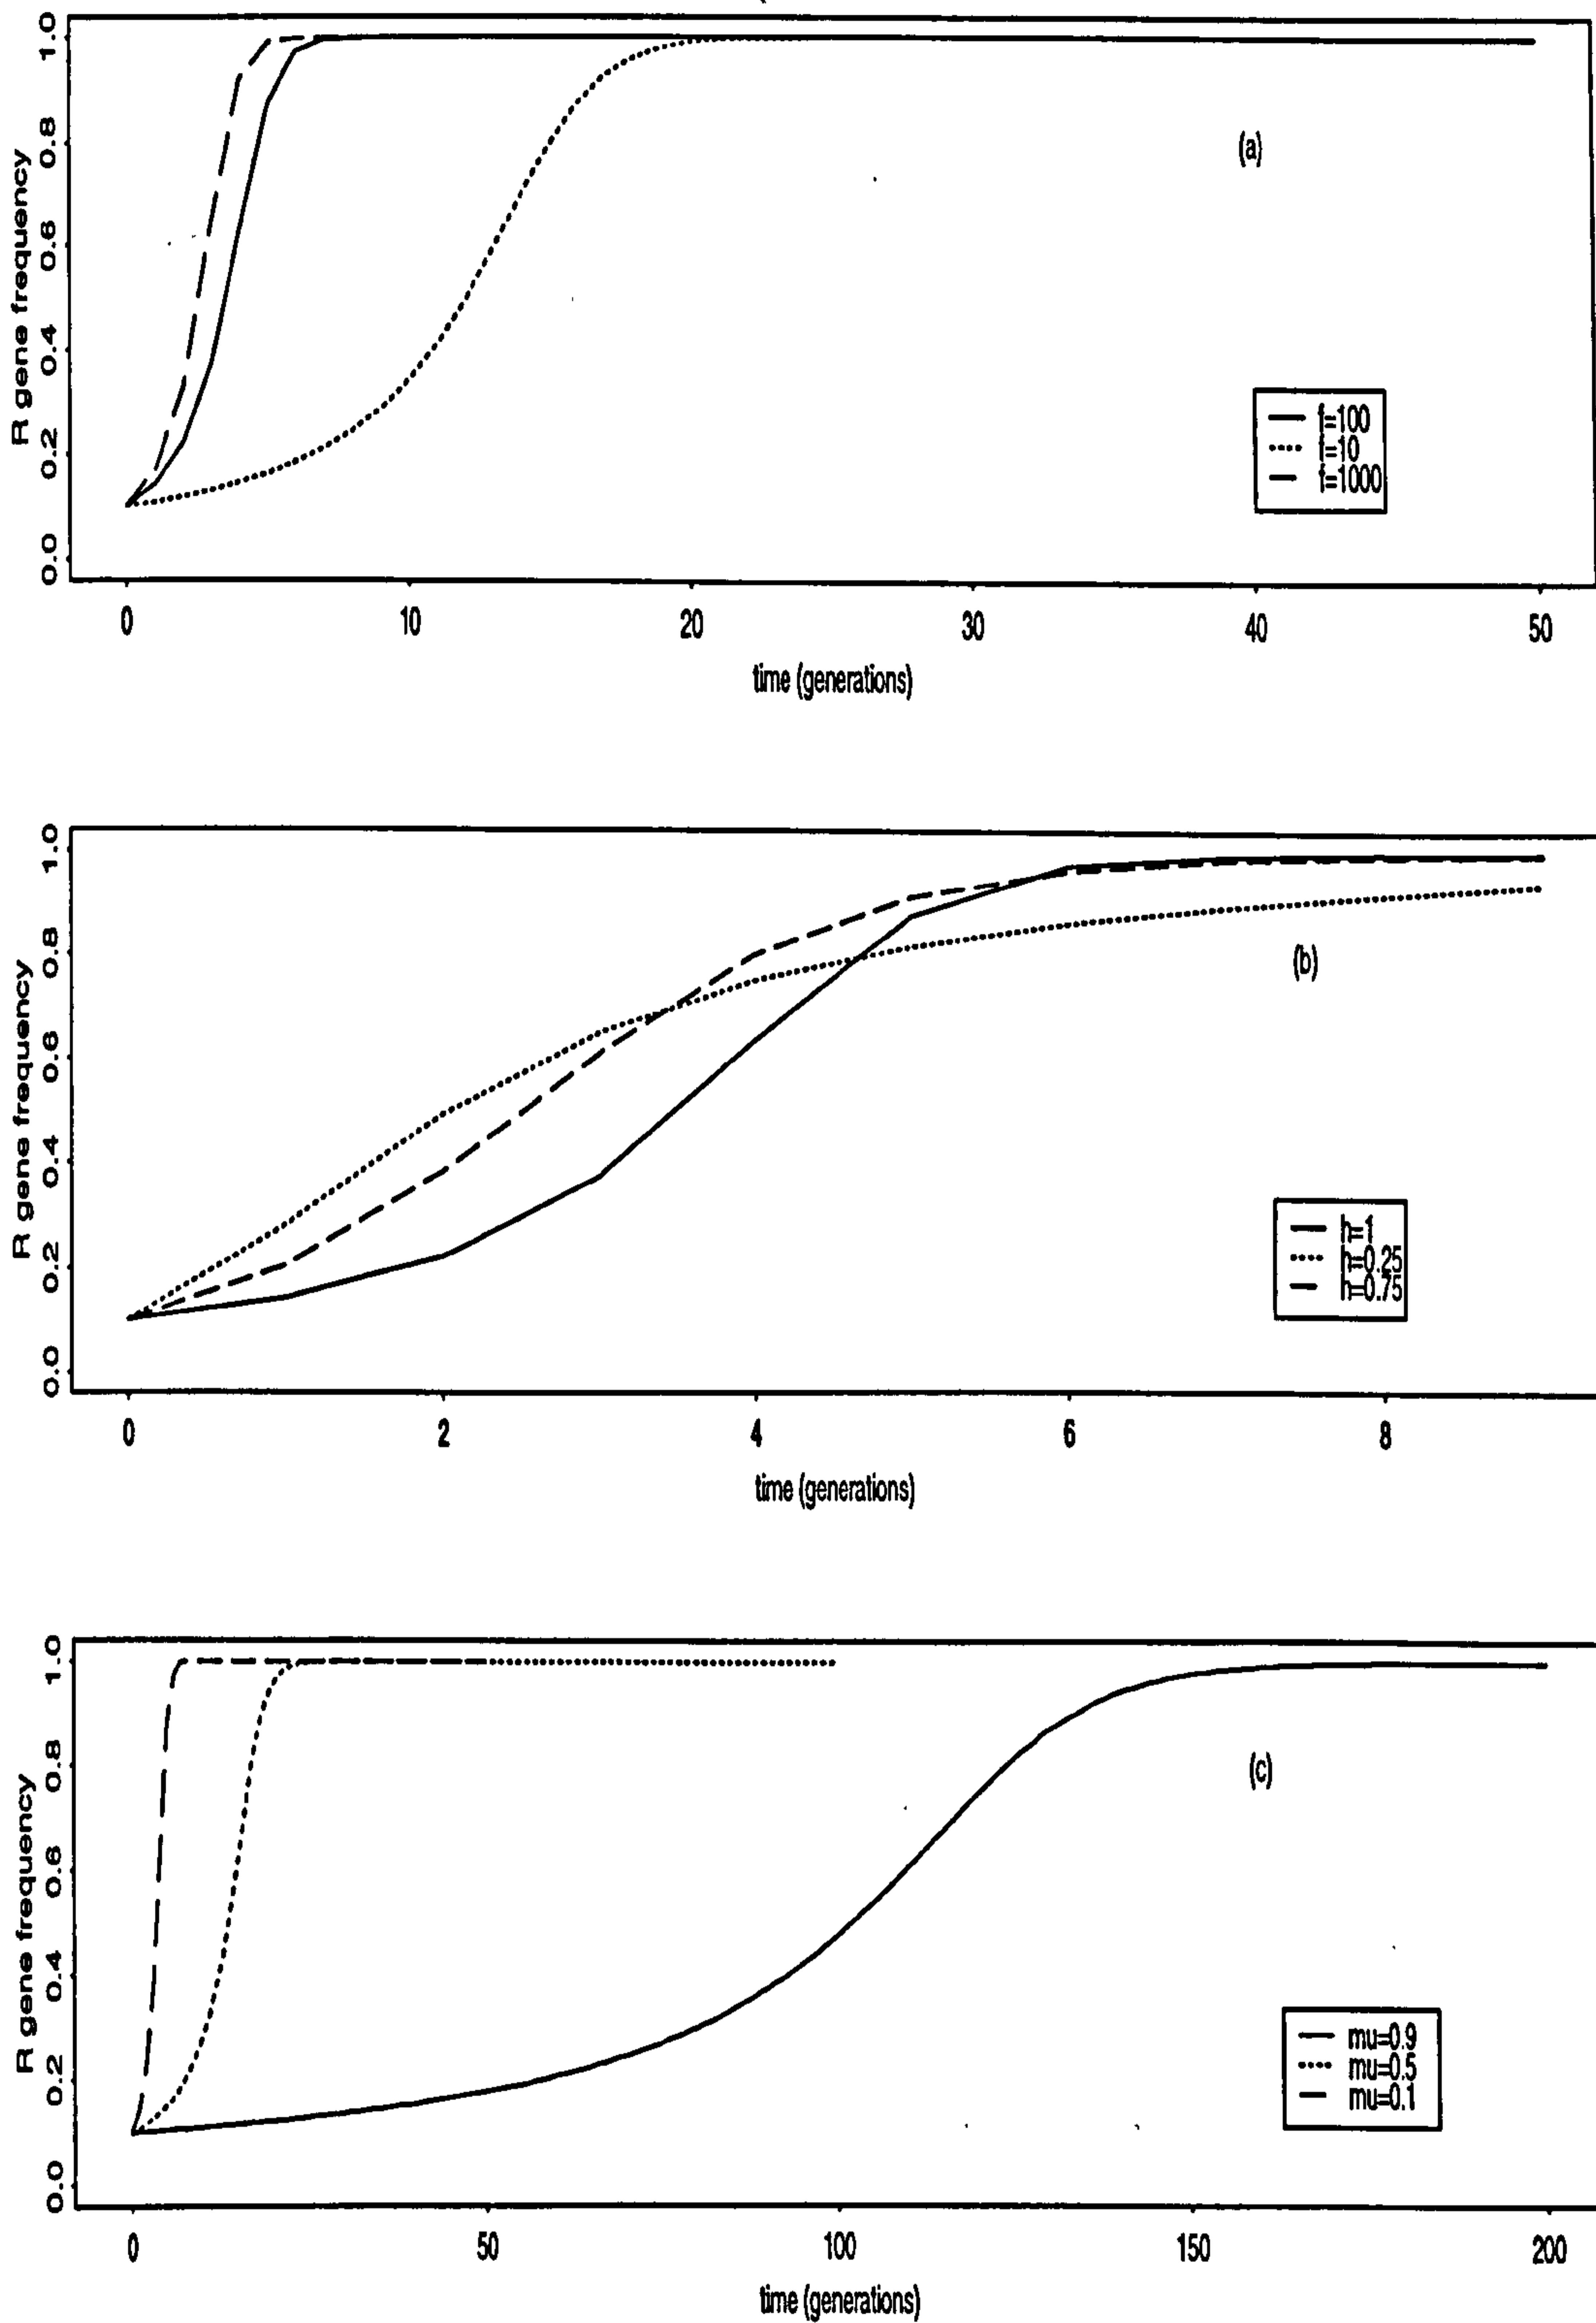 R gene frequency
0.0 0.2 0.4 0.6 0.8 1.0
(a)
f=100
f=10
f=1000
0 10 20 30 40 50
time (generations)
R gene frequency
0.0 0.2 0.4 0.6 0.8 1.0
(b)
h=1
h=0.25
h=0.75
0 2 4 6 8
time (generations)
R gene frequency
0.0 0.2 0.4 0.6 0.8 1.0
(c)
mu=0.9
mu=0.5
mu=0.1
0 50 100 150 200
time (generations)